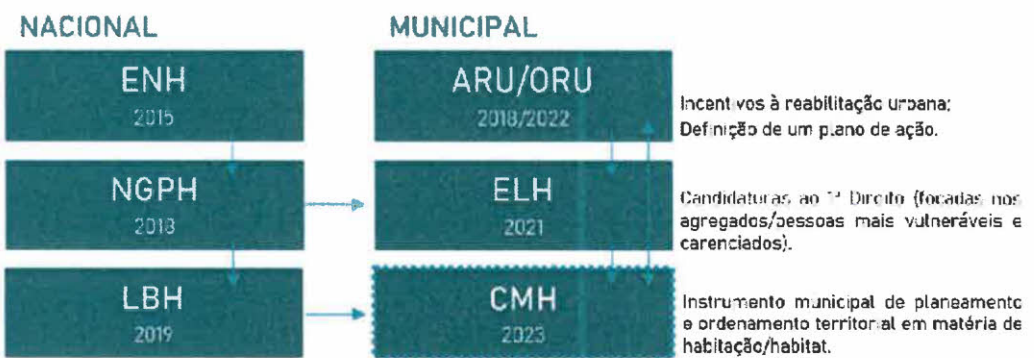 NACIONAL
MUNICIPAL
ENH
2015
ARU/ORU
2018/2022
Incentivos à reabilitação urbana;
Definição de um plano de ação.
NGPH
2018
ELH
2021
Candidaturas ao 1º Direito (focadas nos
agregados/pessoas mais vulneráveis e
carenciados).
LBH
2019
CMH
2023
Instrumento municipal de planeamento
e ordenamento territorial em matéria de
habitação/habitat.